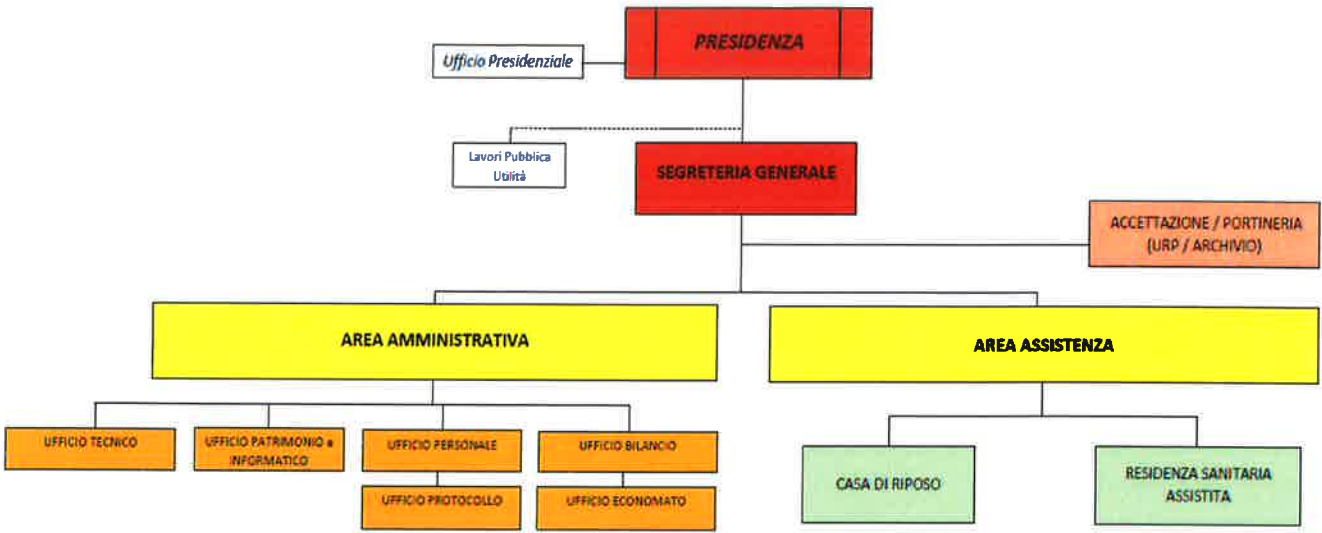 PRESIDENZA
Ufficio Presidenziale
Lavori Pubblica
Utilità
SEGRETERIA GENERALE
ACCETTAZIONE / PORTINERIA
(URP / ARCHIVIO)
AREA AMMINISTRATIVA
AREA ASSISTENZA
UFFICIO TECNICO
UFFICIO PATRIMONIO e
INFORMATICO
UFFICIO PERSONALE
UFFICIO BILANCIO
UFFICIO PROTOCOLLO
UFFICIO ECONOMATO
CASA DI RIPOSO
RESIDENZA SANITARIA
ASSISTITA